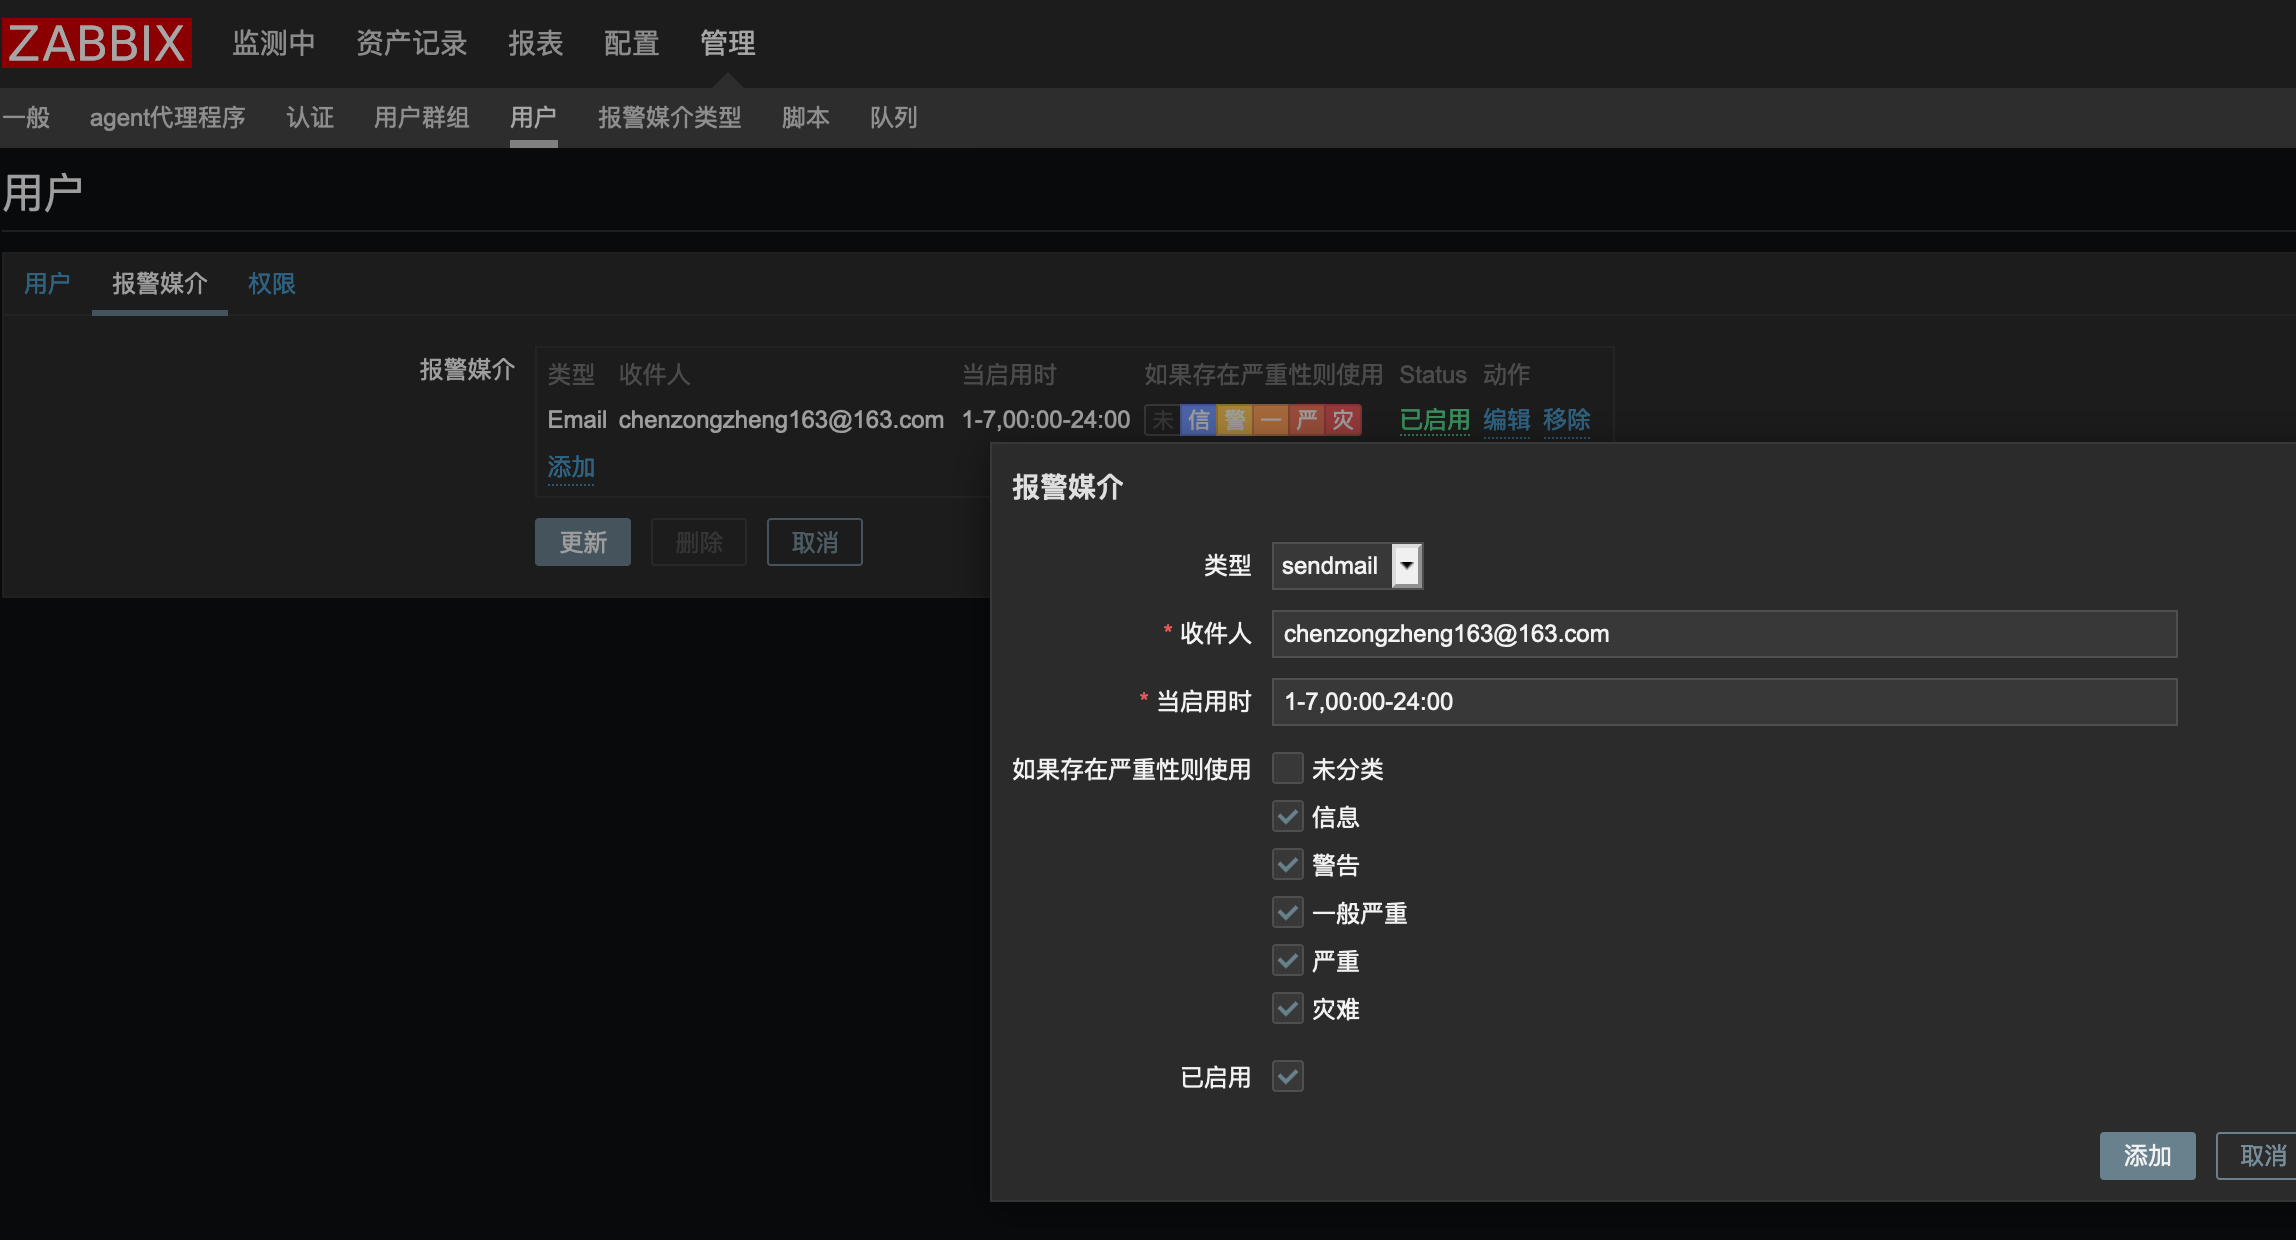 ZABBIX 监测中 资产记录 报表 配置 管理
一般 agent代理程序 认证 用户群组 用户 报警媒介类型 脚本 队列
用户
用户 报警媒介 权限
报警媒介 类型 收件人 当启用时 如果存在严重性则使用 Status 动作
Email chenzongzheng163@163.com 1-7,00:00-24:00 未 信 警 一 严 灾 已启用 编辑 移除
添加
更新 删除 取消
报警媒介
类型 sendmail
* 收件人 chenzongzheng163@163.com
* 当启用时 1-7,00:00-24:00
如果存在严重性则使用 未分类
信息
警告
一般严重
严重
灾难
已启用
添加 取消